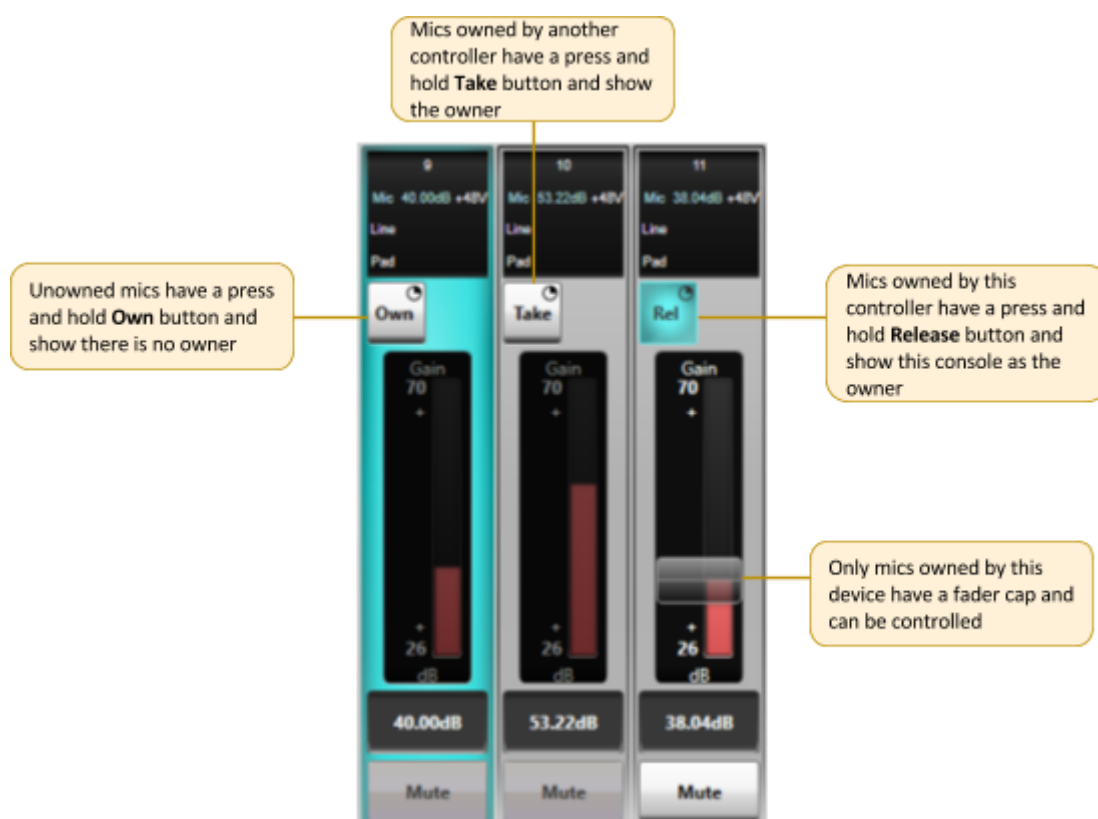 Mics owned by another
controller have a press and
hold Take button and show
the owner
9
Mic 40.00dB +48V
Line
Pad
10
Mic 53.22dB +48V
Line
Pad
11
Mic 38.04dB +48V
Line
Pad
Unowned mics have a press
and hold Own button and
show there is no owner
Own
Take
Rel
Mics owned by this
controller have a press and
hold Release button and
show this console as the
owner
Gain
70
+
+
26
dB
Gain
70
+
+
26
dB
Gain
70
+
+
26
dB
Only mics owned by this
device have a fader cap and
can be controlled
40.00dB
53.22dB
38.04dB
Mute
Mute
Mute